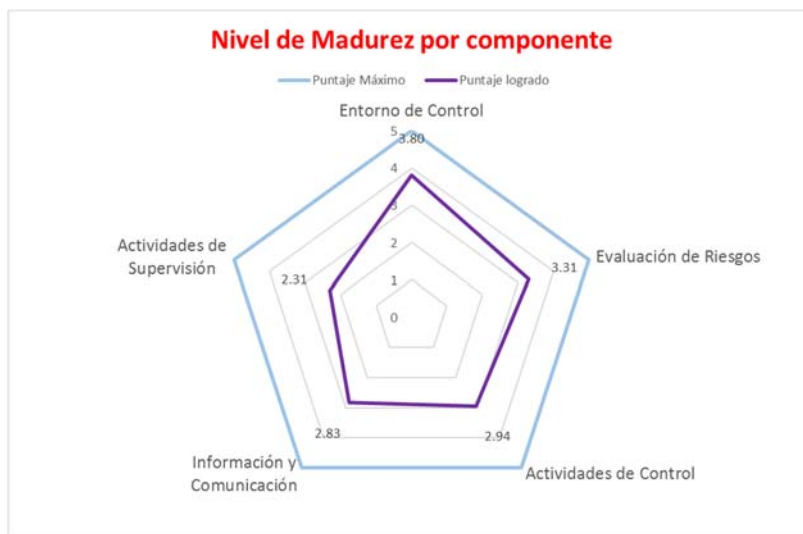 Nivel de Madurez por componente
Puntaje Máximo
Puntaje logrado
Entorno de Control
5
3.80
4
3
2
1
0
Evaluación de Riesgos
3.31
Actividades de
Supervisión
2.31
Información y
Comunicación
2.83
2.94
Actividades de Control